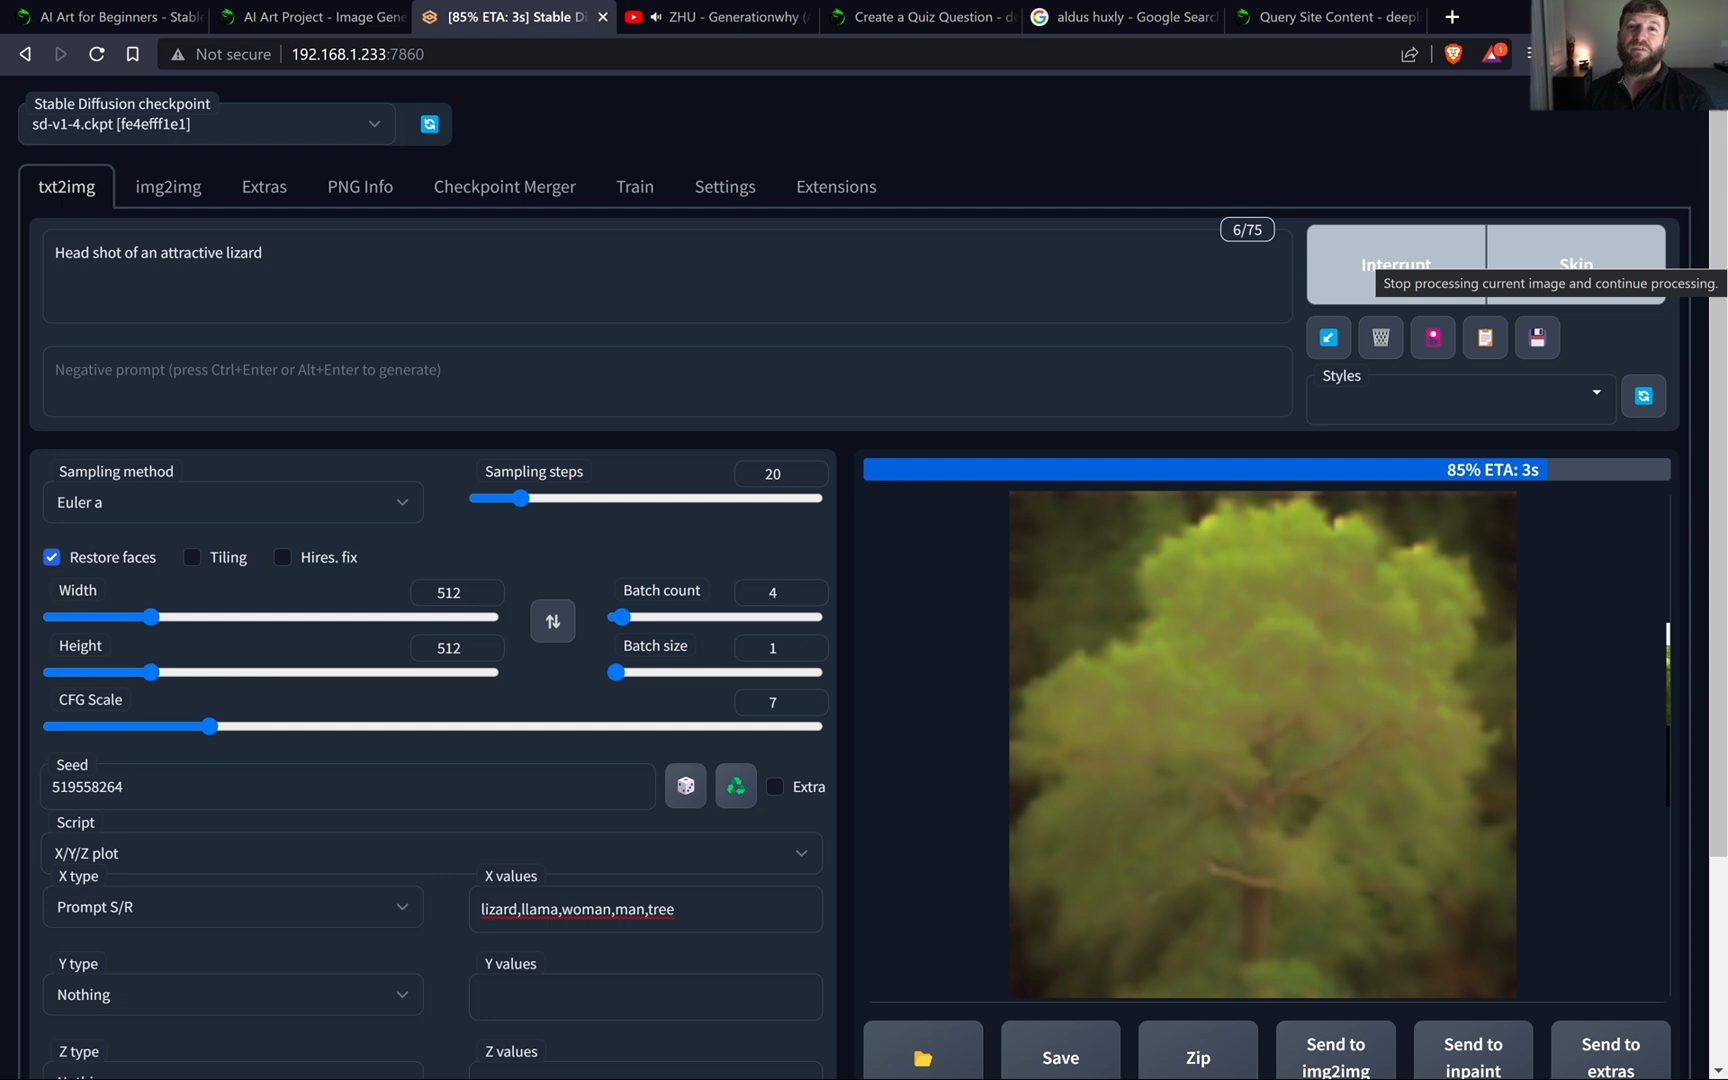 AI Art for Beginners - Stabl
AI Art Project - Image Gene
[85% ETA: 3s] Stable Di
ZHU - Generationwhy (
Create a Quiz Question - de
aldus huxly - Google Search
Query Site Content - deepl
Not secure
192.168.1.233:7860
1
Stable Diffusion checkpoint
sd-v1-4.ckpt [fe4efff1e1]
txt2img
img2img
Extras
PNG Info
Checkpoint Merger
Train
Settings
Extensions
6/75
Head shot of an attractive lizard
Interrupt
Skip
Stop processing current image and continue processing.
Negative prompt (press Ctrl+Enter or Alt+Enter to generate)
Styles
Sampling method
Euler a
Sampling steps
20
85% ETA: 3s
Restore faces
Tiling
Hires. fix
Width
512
Batch count
4
Height
512
Batch size
1
CFG Scale
7
Seed
519558264
Extra
Script
X/Y/Z plot
X type
Prompt S/R
X values
lizard,llama,woman,man,tree
Y type
Nothing
Y values
Z type
Z values
Save
Zip
Send to
img2img
Send to
inpaint
Send to
extras